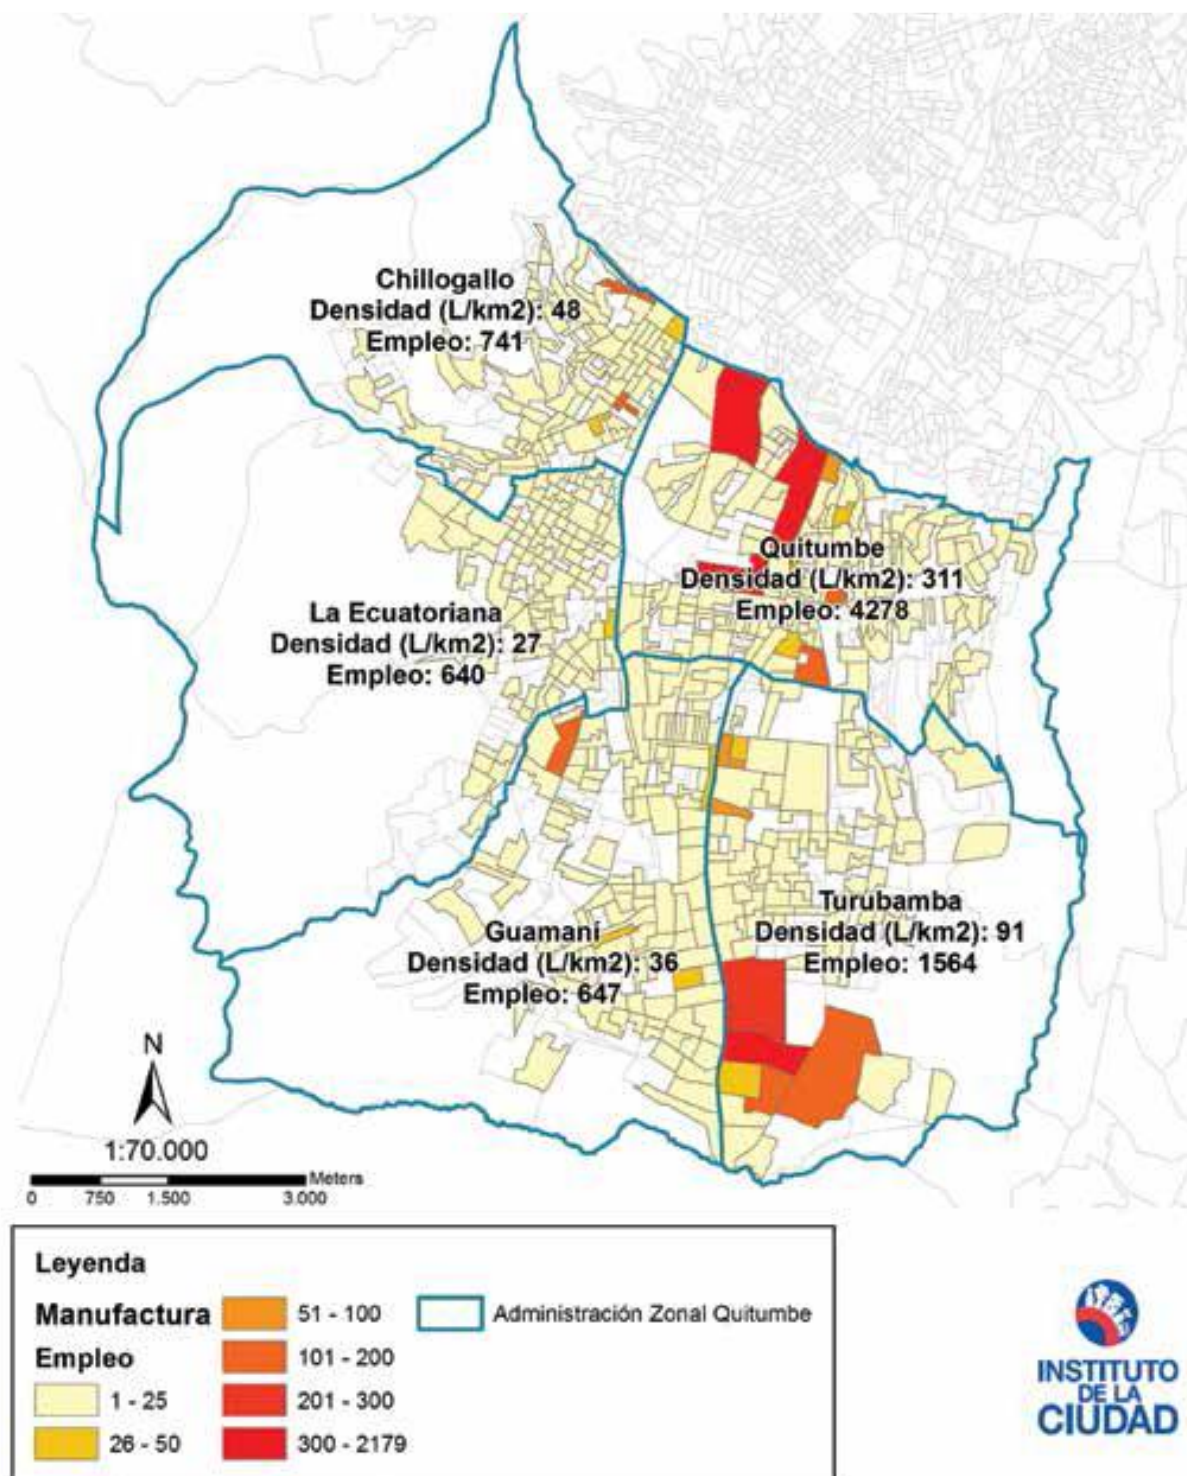 Chillogallo
Densidad (L/km2): 48
Empleo: 741
Quitumbe
Densidad (L/km2): 311
Empleo: 4278
La Ecuatoriana
Densidad (L/km2): 27
Empleo: 640
Turubamba
Densidad (L/km2): 91
Empleo: 1564
Guamaní
Densidad (L/km2): 36
Empleo: 647
N
1:70.000
Meters
0 750 1.500 3.000
Leyenda
Manufactura
Empleo
1 - 25
26 - 50
51 - 100
101 - 200
201 - 300
300 - 2179
Administración Zonal Quitumbe
INSTITUTO
DE LA
CIUDAD